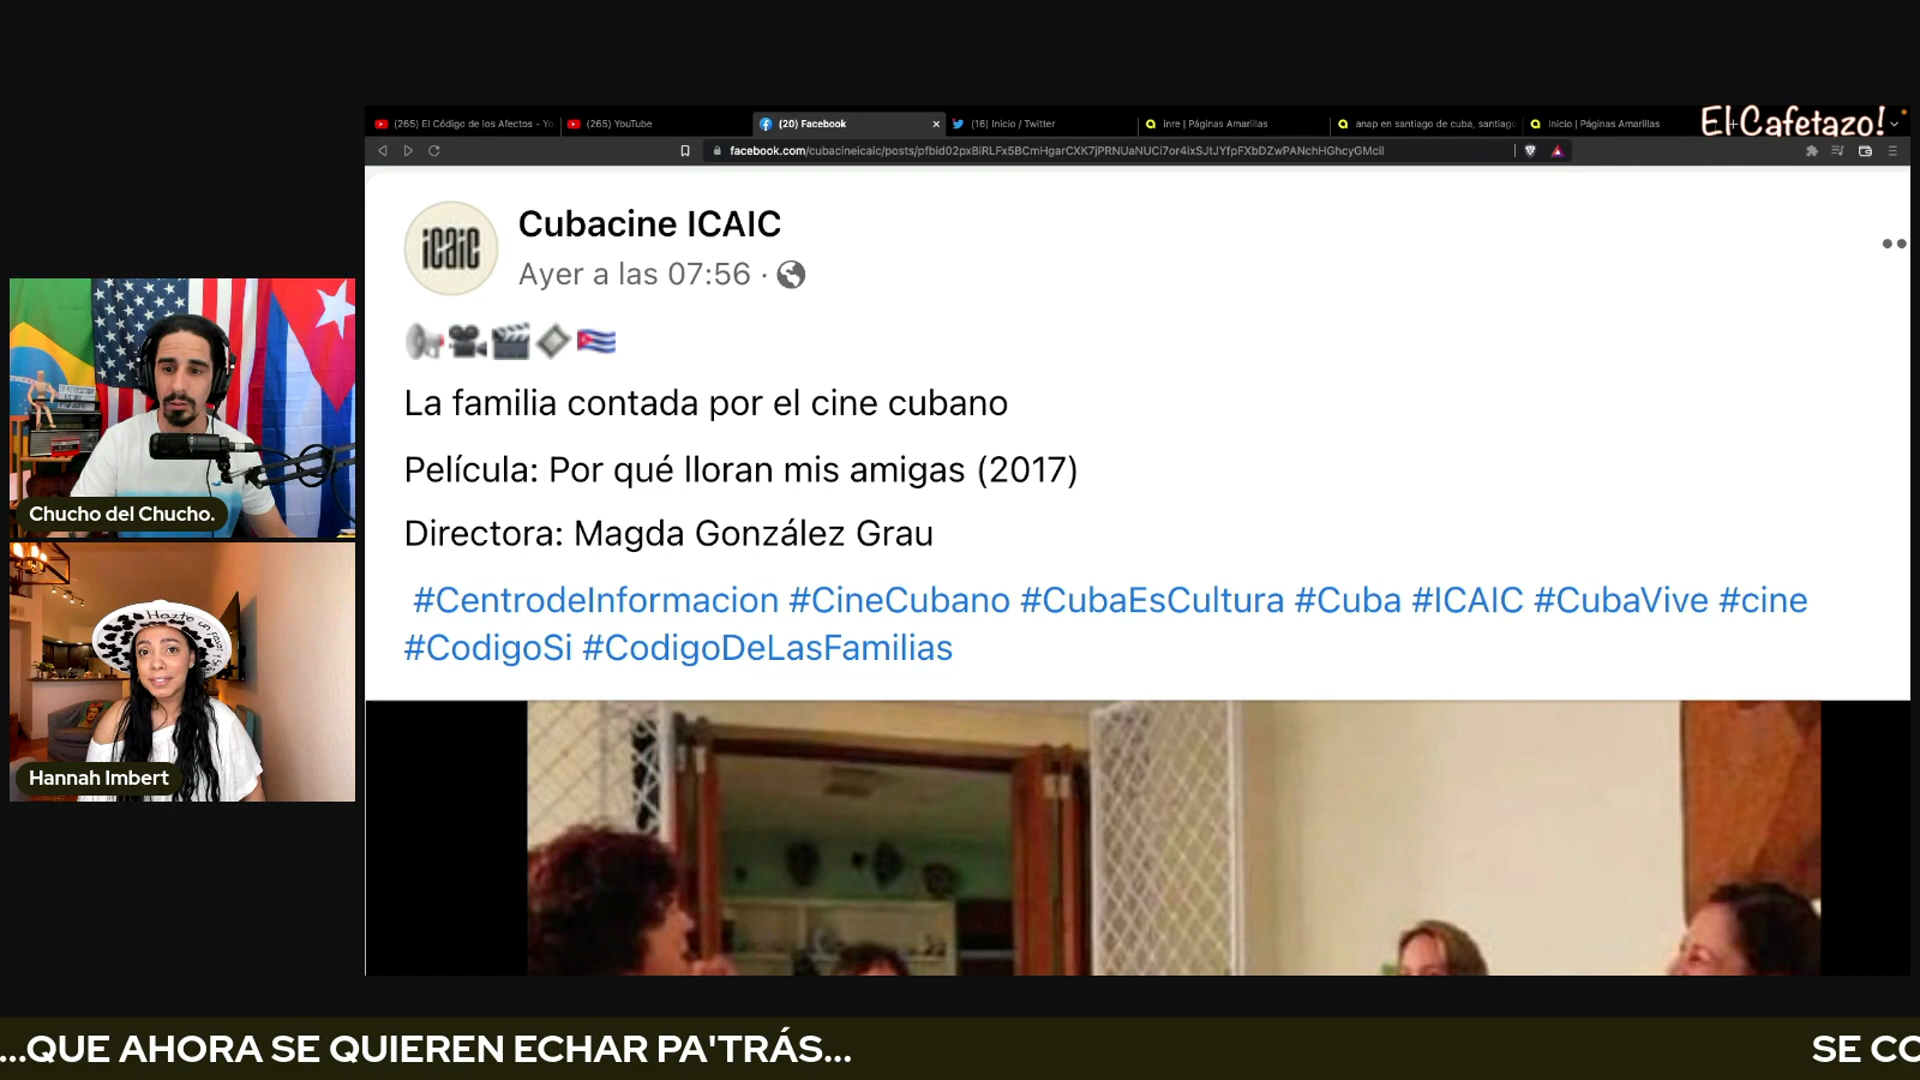 (265) El Código de los Afectos - Yo
(265) YouTube
(20) Facebook
(16) Inicio / Twitter
inre | Páginas Amarillas
anap en santiago de cuba, santiago
Inicio | Páginas Amarillas
El Cafetazo!
facebook.com/cubacineicaic/posts/
icaic
Cubacine ICAIC
Ayer a las 07:56 ·
La familia contada por el cine cubano
Película: Por qué lloran mis amigas (2017)
Directora: Magda González Grau
#CentrodeInformacion #CineCubano #CubaEsCultura #Cuba #ICAIC #CubaVive #cine
#CodigoSi #CodigoDeLasFamilias
Chucho del Chucho.
Hazte un favor y
Hannah Imbert
...QUE AHORA SE QUIEREN ECHAR PA'TRÁS...
SE CO